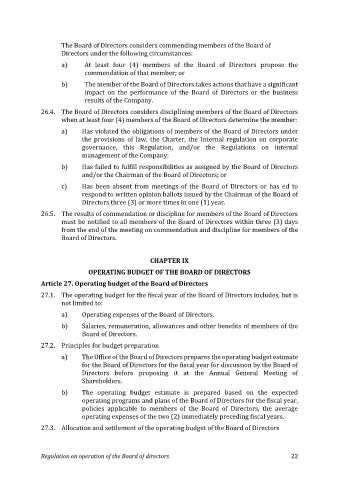 The Board of Directors considers commending members of the Board of
Directors under the following circumstances:
a) At least four (4) members of the Board of Directors propose the
commendation of that member; or
b) The member of the Board of Directors takes actions that have a significant
impact on the performance of the Board of Directors or the business
results of the Company.
26.4. The Board of Directors considers disciplining members of the Board of Directors
when at least four (4) members of the Board of Directors determine the member:
a) Has violated the obligations of members of the Board of Directors under
the provisions of law, the Charter, the Internal regulation on corporate
governance, this Regulation, and/or the Regulations on internal
management of the Company;
b) Has failed to fulfill responsibilities as assigned by the Board of Directors
and/or the Chairman of the Board of Directors; or
c) Has been absent from meetings of the Board of Directors or has ed to
respond to written opinion ballots issued by the Chairman of the Board of
Directors three (3) or more times in one (1) year.
26.5. The results of commendation or discipline for members of the Board of Directors
must be notified to all members of the Board of Directors within three (3) days
from the end of the meeting on commendation and discipline for members of the
Board of Directors.
CHAPTER IX
OPERATING BUDGET OF THE BOARD OF DIRECTORS
Article 27. Operating budget of the Board of Directors
27.1. The operating budget for the fiscal year of the Board of Directors includes, but is
not limited to:
a) Operating expenses of the Board of Directors.
b) Salaries, remuneration, allowances and other benefits of members of the
Board of Directors.
27.2. Principles for budget preparation
a) The Office of the Board of Directors prepares the operating budget estimate
for the Board of Directors for the fiscal year for discussion by the Board of
Directors before proposing it at the Annual General Meeting of
Shareholders.
b) The operating budget estimate is prepared based on the expected
operating programs and plans of the Board of Directors for the fiscal year,
policies applicable to members of the Board of Directors, the average
operating expenses of the two (2) immediately preceding fiscal years.
27.3. Allocation and settlement of the operating budget of the Board of Directors
Regulation on operation of the Board of directors 22